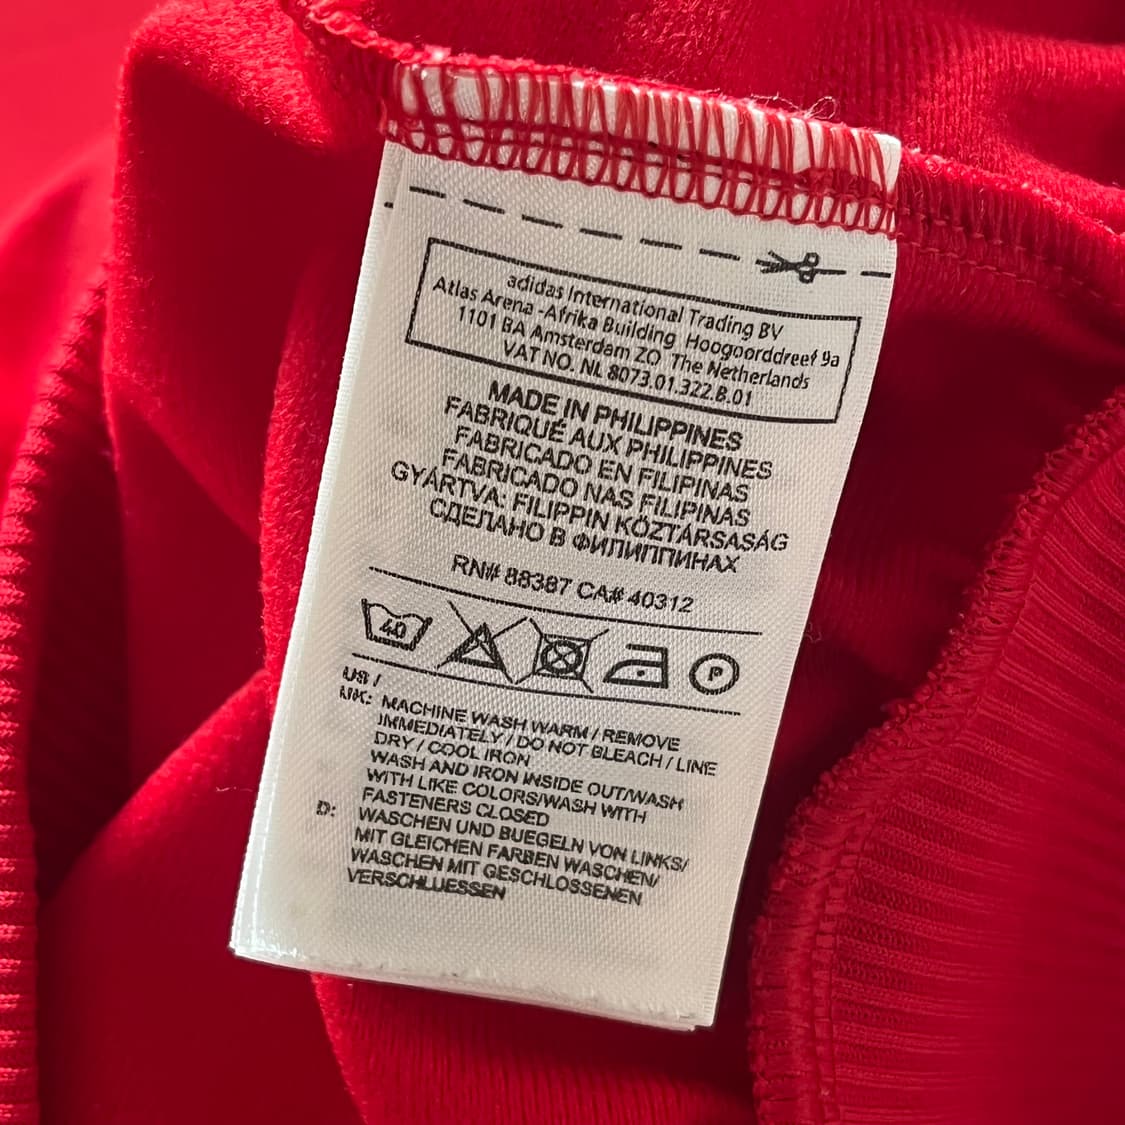 adidas International Trading BV
Atlas Arena -Afrika Building Hoogoorddreef 9a
1101 BA Amsterdam ZO The Netherlands
VAT NO. NL 8073.01.322.B.01
MADE IN PHILIPPINES
FABRIQUÉ AUX PHILIPPINES
FABRICADO EN FILIPINAS
FABRICADO NAS FILIPINAS
GYÁRTVA: FILIPPIN KÖZTÁRSASÁG
СДЕЛАНО В ФИЛИППИНАХ
RN# 88387 CA# 40312
40 P
US /
UK: MACHINE WASH WARM / REMOVE
IMMEDIATELY / DO NOT BLEACH / LINE
DRY / COOL IRON
WASH AND IRON INSIDE OUT/WASH
WITH LIKE COLORS/WASH WITH
FASTENERS CLOSED
D: WASCHEN UND BUEGELN VON LINKS/
MIT GLEICHEN FARBEN WASCHEN/
WASCHEN MIT GESCHLOSSENEN
VERSCHLUESSEN